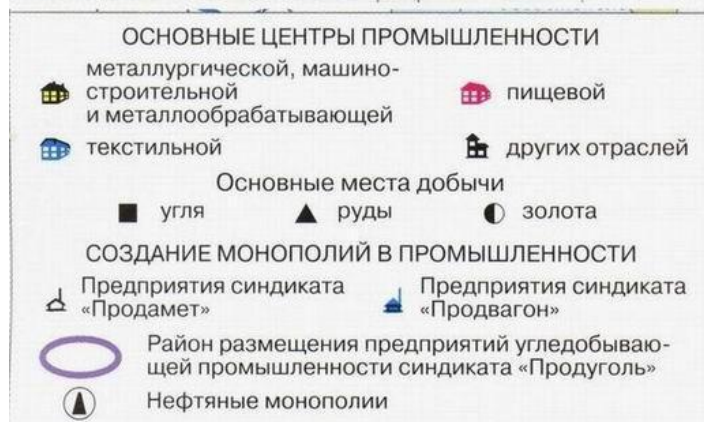 ОСНОВНЫЕ ЦЕНТРЫ ПРОМЫШЛЕННОСТИ
металлургической, машино-
строительной
и металлообрабатывающей
пищевой
текстильной
других отраслей
Основные места добычи
угля руды золота
СОЗДАНИЕ МОНОПОЛИЙ В ПРОМЫШЛЕННОСТИ
Предприятия синдиката
«Продамет»
Предприятия синдиката
«Продвагон»
Район размещения предприятий угледобываю-
щей промышленности синдиката «Продуголь»
Нефтяные монополии